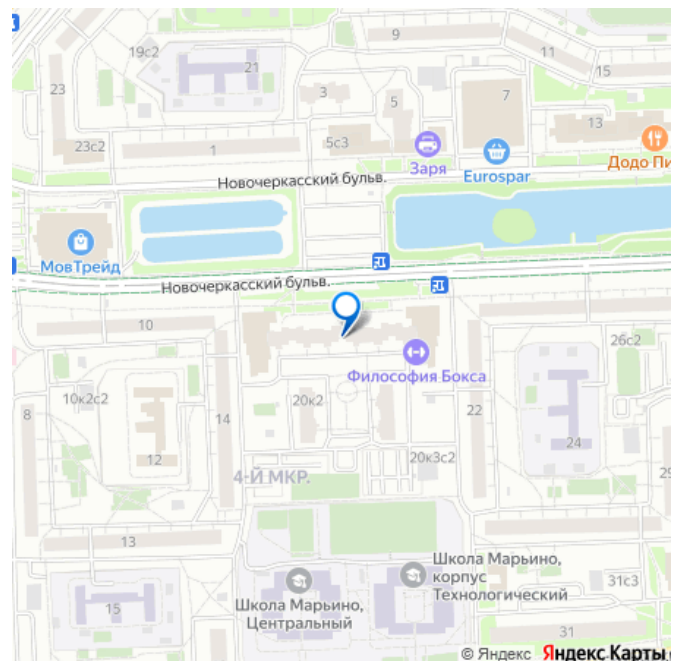 9
19с2
11
21
15
23
3
5
7
13
5с3
23с2
1
Заря
Eurospar
Додо Пи
Новочеркасский бульв.
МовТрейд
Новочеркасский бульв.
10
26с2
Философия Бокса
10к2с2
20к2
8
14
22
24
12
20к3с2
4-Й МКР.
29
13
Школа Марьино,
корпус
Технологический
Школа Марьино,
Центральный
15
31с3
31
© Яндекс Яндекс Карты